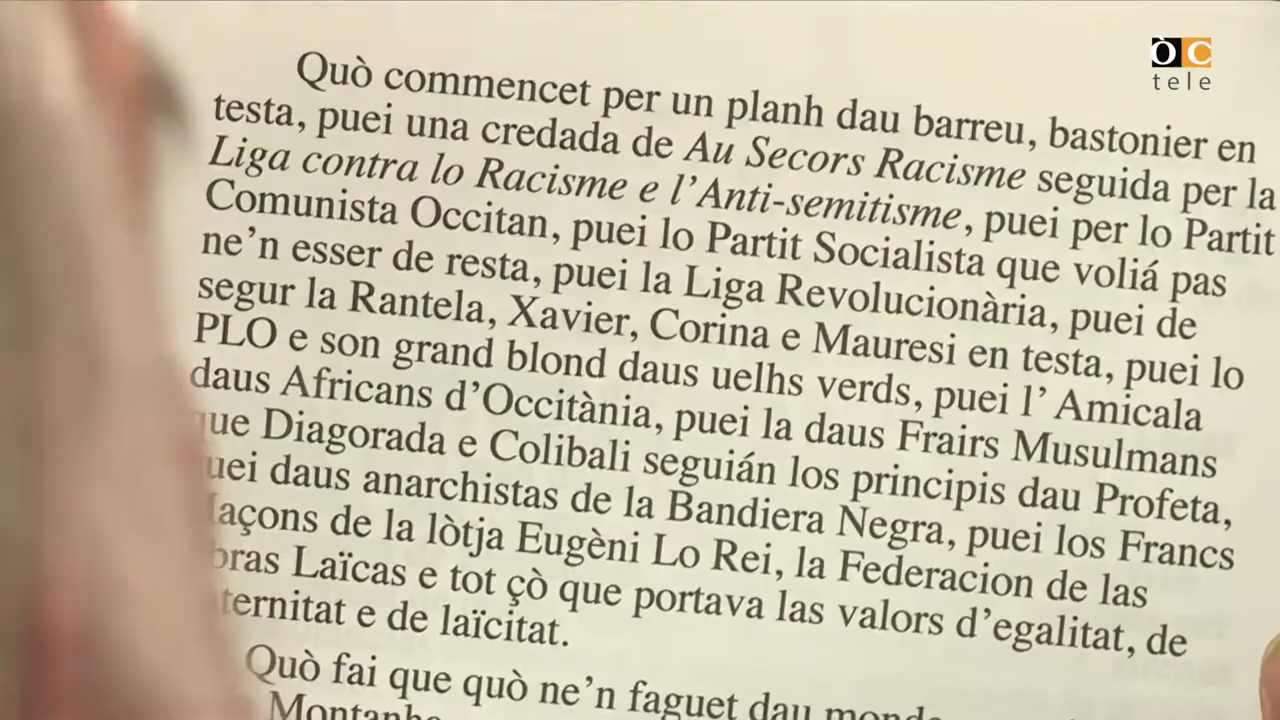 òc
tele
Quò commencet per un planh dau barreu, bastonier en
testa, puei una credada de Au Secors Racisme seguida per la
Liga contra lo Racisme e l'Anti-semitisme, puei per lo Partit
Comunista Occitan, puei lo Partit Socialista que voliá pas
ne'n esser de resta, puei la Liga Revolucionària, puei de
segur la Rantela, Xavier, Corina e Mauresi en testa, puei lo
PLO e son grand blond daus uelhs verds, puei l' Amicala
daus Africans d'Occitània, puei la daus Frairs Musulmans
que Diagorada e Colibali seguián los principis dau Profeta,
puei daus anarchistas de la Bandiera Negra, puei los Francs
Maçons de la lòtja Eugèni Lo Rei, la Federacion de las
Laïcas e tot çò que portava las valors d'egalitat, de
e de laïcitat.
Quò fai que quò ne'n faguet dau